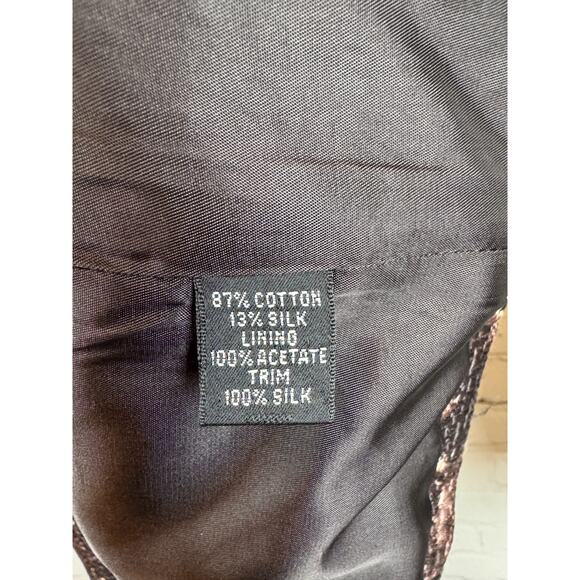 87% COTTON
13% SILK
LINING
100% ACETATE
TRIM
100% SILK